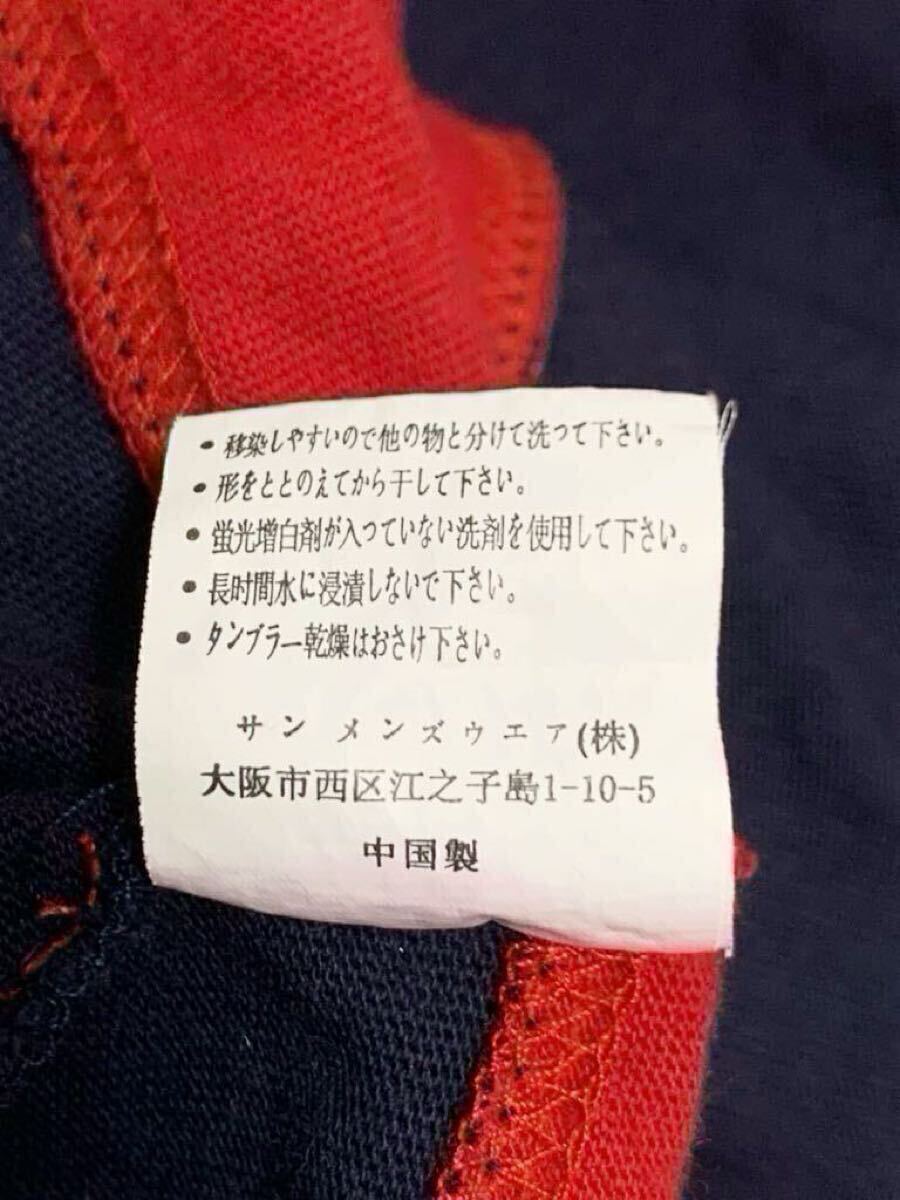 ・移染しやすいので他の物と分けて洗つて下さい。
・形をととのえてから干して下さい。
・蛍光增白剤が入つていない洗剤を使用して下さい。
・長时間水に浸漬しないで下さい。
・タンブラー乾燥はおさけ下さい。
サン メンズウエア(株)
大阪市西区江之子島1-10-5
中国製